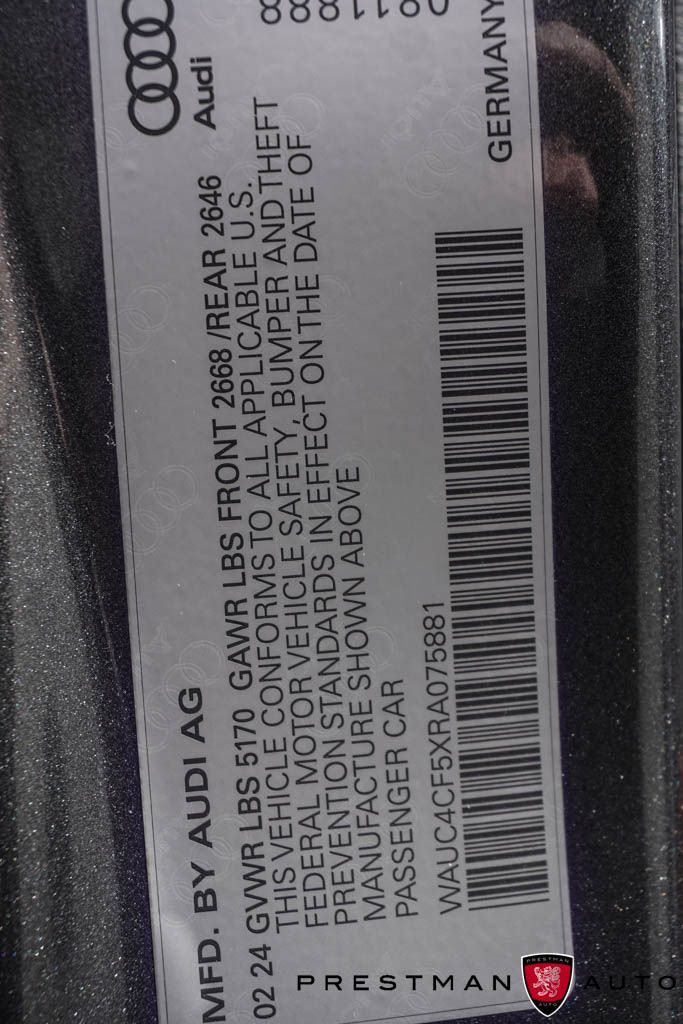 MFD. BY AUDI AG
Audi
02 24 GVWR LBS 5170 GAWR LBS FRONT 2668 /REAR 2646
THIS VEHICLE CONFORMS TO ALL APPLICABLE U.S.
FEDERAL MOTOR VEHICLE SAFETY, BUMPER AND THEFT
PREVENTION STANDARDS IN EFFECT ON THE DATE OF
MANUFACTURE SHOWN ABOVE
PASSENGER CAR
WAUC4CF5XRA075881
GERMANY
PRESTMAN AUTO
PRESTMAN
AUTO